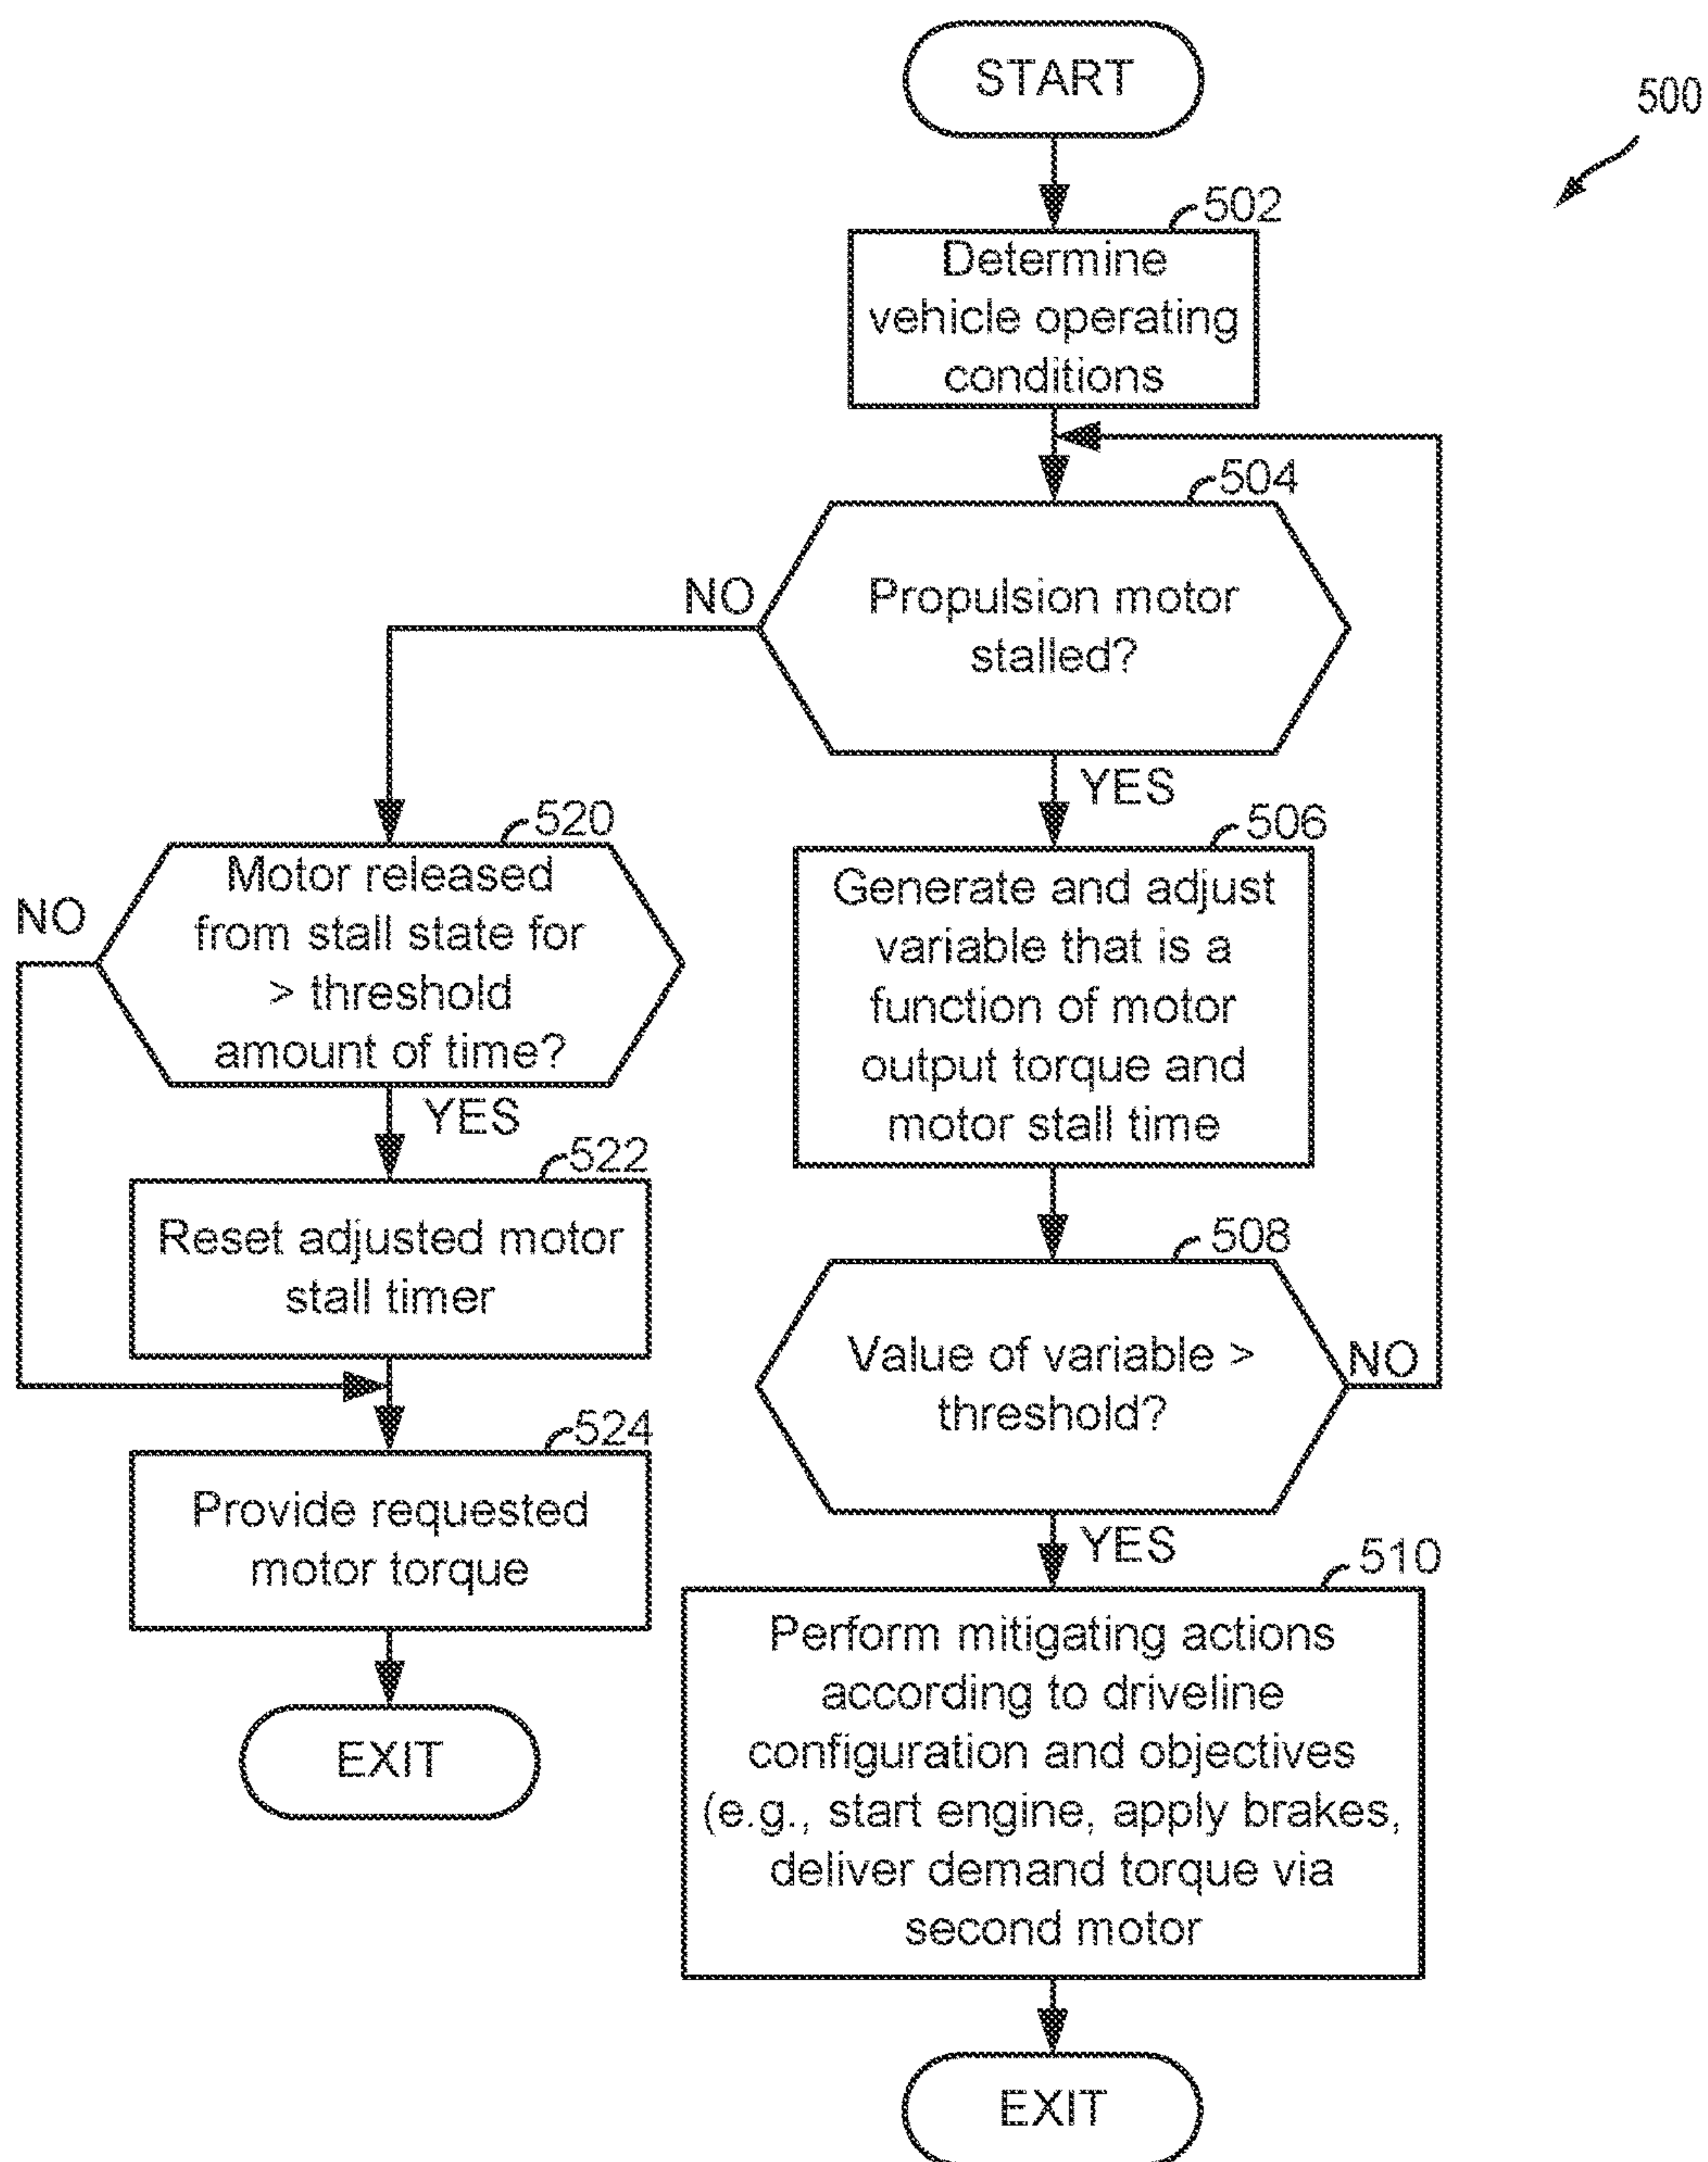 START
500
502
Determine
vehicle operating
conditions
504
Propulsion motor
stalled?
NO
YES
520
Motor released
from stall state for
> threshold
amount of time?
NO
YES
506
Generate and adjust
variable that is a
function of motor
output torque and
motor stall time
522
Reset adjusted motor
stall timer
508
Value of variable >
threshold?
NO
YES
524
Provide requested
motor torque
EXIT
510
Perform mitigating actions
according to driveline
configuration and objectives
(e.g., start engine, apply brakes,
deliver demand torque via
second motor
EXIT